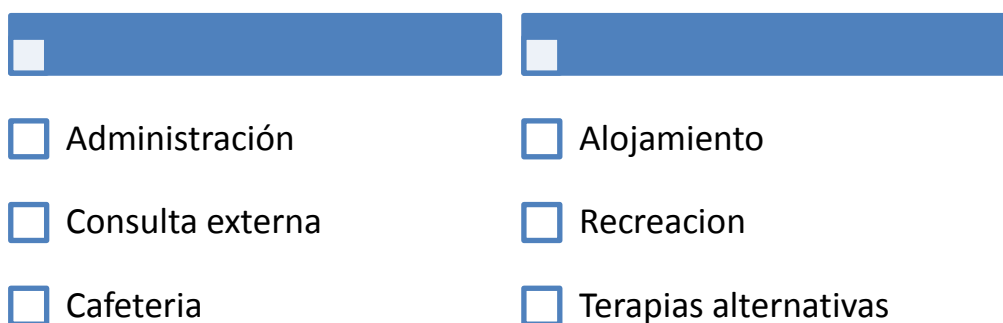 Administración
Consulta externa
Cafeteria
Alojamiento
Recreacion
Terapias alternativas